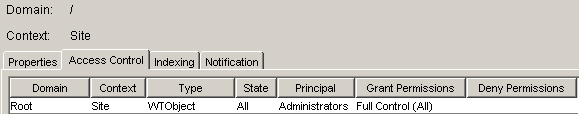 Domain: /
Context: Site
Properties Access Control Indexing Notification
Domain Context Type State Principal Grant Permissions Deny Permissions
Root Site WTObject All Administrators Full Control (All)